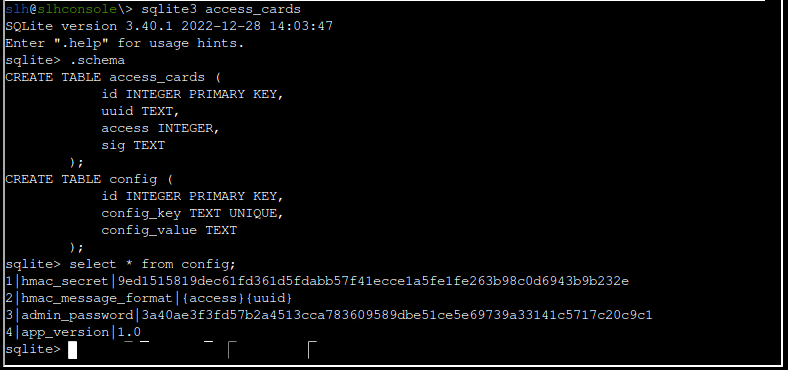 slh@slhconsole\> sqlite3 access_cards
SQLite version 3.40.1 2022-12-28 14:03:47
Enter ".help" for usage hints.
sqlite> .schema
CREATE TABLE access_cards (
            id INTEGER PRIMARY KEY,
            uuid TEXT,
            access INTEGER,
            sig TEXT
        );
CREATE TABLE config (
            id INTEGER PRIMARY KEY,
            config_key TEXT UNIQUE,
            config_value TEXT
        );
sqlite> select * from config;
1|hmac_secret|9ed1515819dec61fd361d5fdabb57f41ecce1a5fe1fe263b98c0d6943b9b232e
2|hmac_message_format|{access}{uuid}
3|admin_password|3a40ae3f3fd57b2a4513cca783609589dbe51ce5e69739a33141c5717c20c9c1
4|app_version|1.0
sqlite>